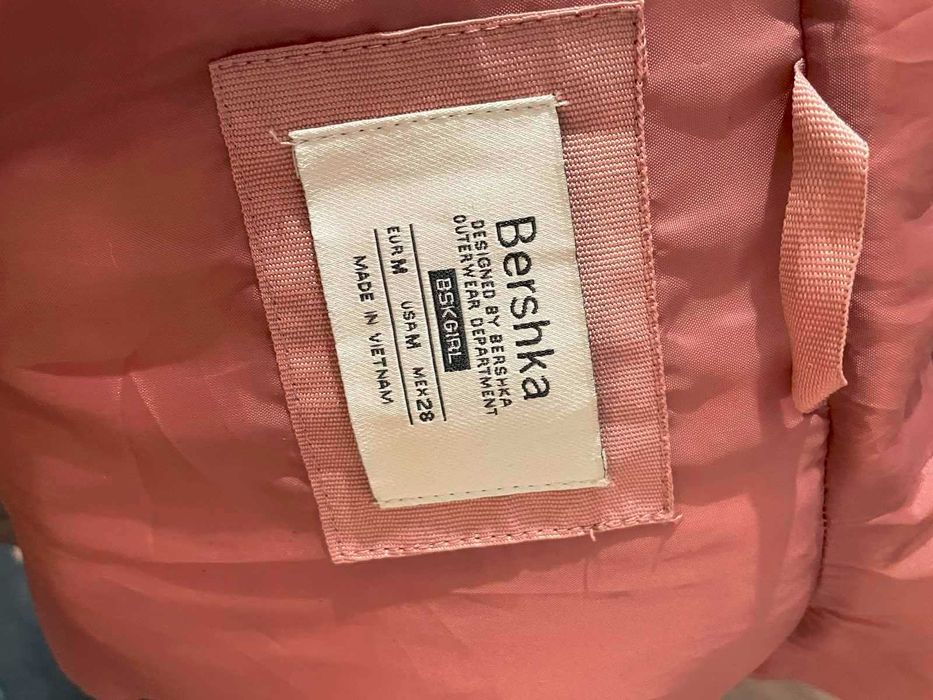 Bershka
DESIGNED BY BERSHKA
OUTERWEAR DEPARTMENT
BSKGIRL
EUR M USA M MEX 28
MADE IN VIETNAM